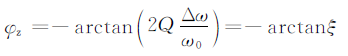 φz = − arctan(2Q Δω/ω0) = − arctanξ